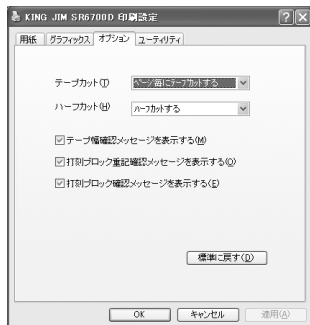 KING JIM SR6700D 印刷設定
用紙 グラフィックス オプション ユーティリティ
テープカット(T) ページ毎にテープカットする
ハーフカット(H) ハーフカットする
テープ幅確認メッセージを表示する(M)
打刻ブロック重記確認メッセージを表示する(O)
打刻ブロック確認メッセージを表示する(E)
標準に戻す(D)
OK キャンセル 適用(A)